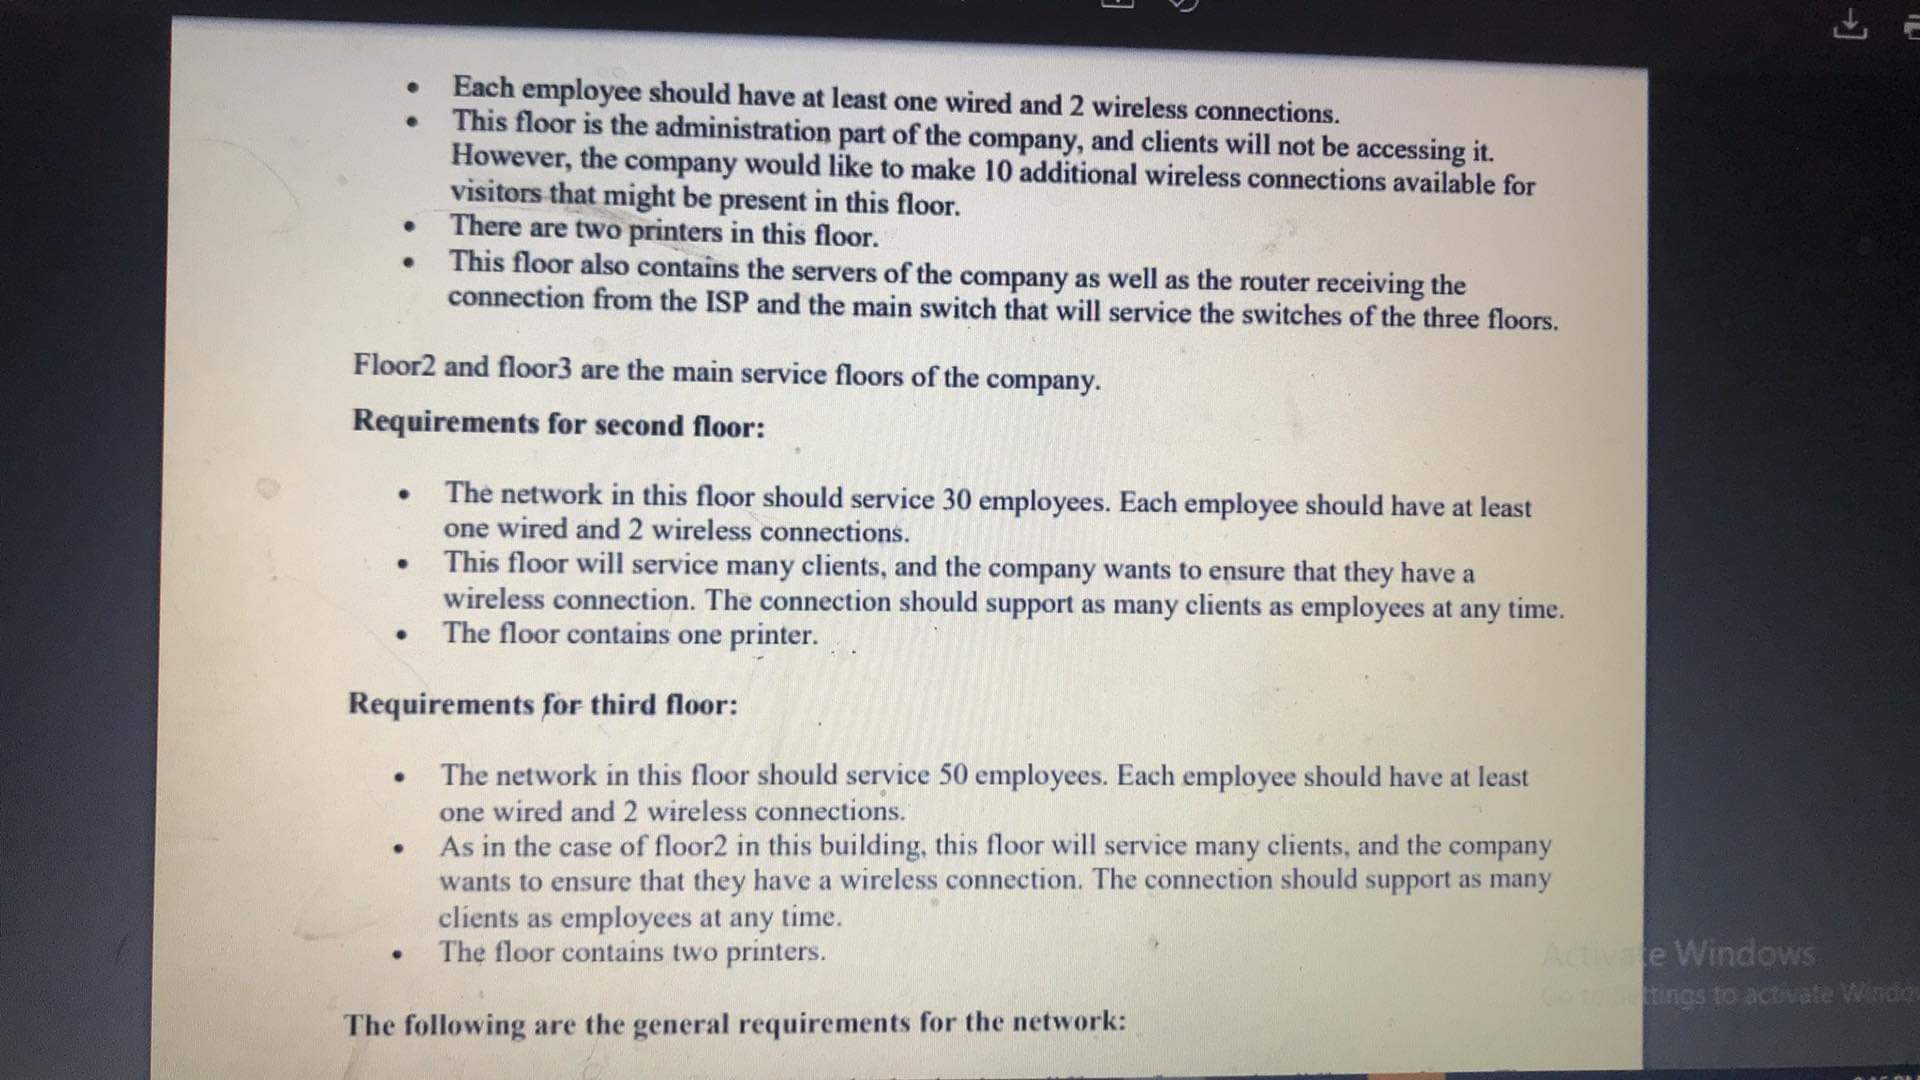 • Each employee should have at least one wired and 2 wireless connections.
• This floor is the administration part of the company, and clients will not be accessing it.
However, the company would like to make 10 additional wireless connections available for
visitors that might be present in this floor.
• There are two printers in this floor.
• This floor also contains the servers of the company as well as the router receiving the
connection from the ISP and the main switch that will service the switches of the three floors.
Floor2 and floor3 are the main service floors of the company.
Requirements for second floor:
• The network in this floor should service 30 employees. Each employee should have at least
one wired and 2 wireless connections.
• This floor will service many clients, and the company wants to ensure that they have a
wireless connection. The connection should support as many clients as employees at any time.
• The floor contains one printer.
Requirements for third floor:
• The network in this floor should service 50 employees. Each employee should have at least
one wired and 2 wireless connections.
• As in the case of floor2 in this building, this floor will service many clients, and the company
wants to ensure that they have a wireless connection. The connection should support as many
clients as employees at any time.
• The floor contains two printers.
Activate Windows
Go to Settings to activate Windo
The following are the general requirements for the network: